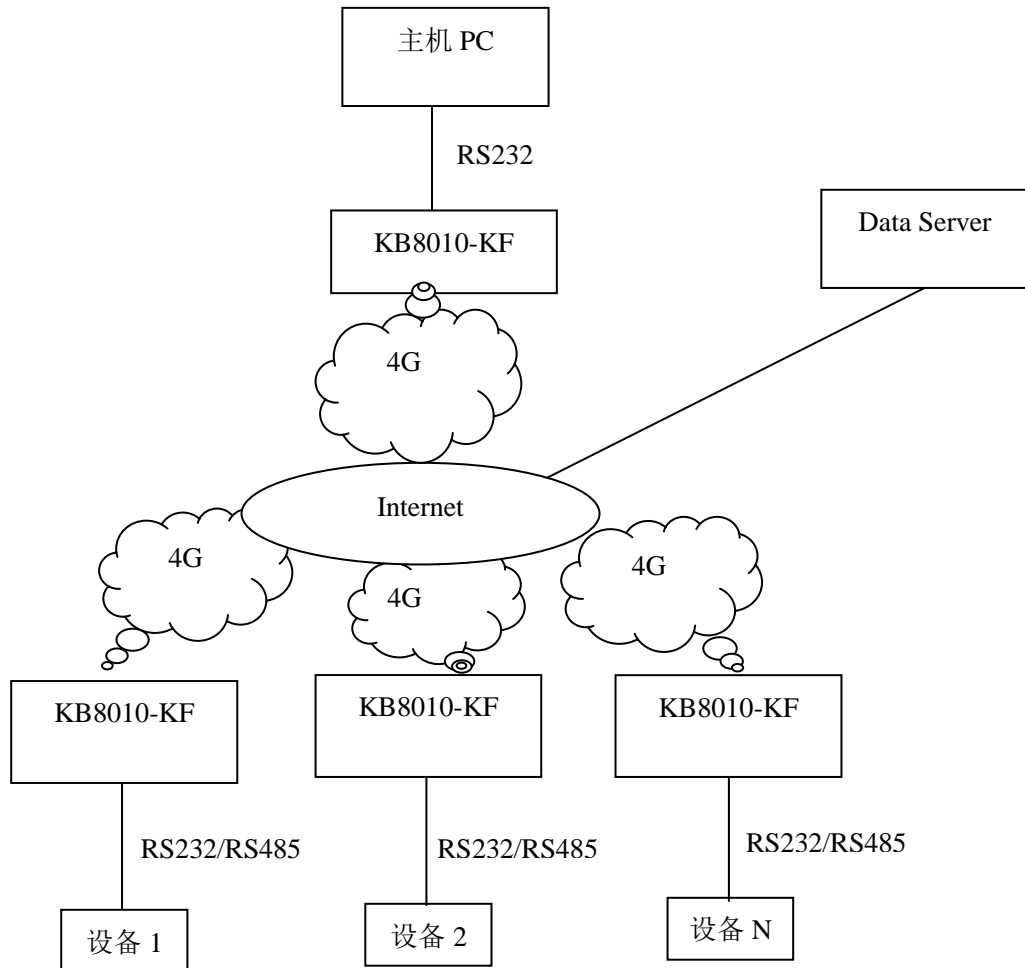 主机 PC
RS232
KB8010-KF
Data Server
4G
Internet
4G
4G
4G
KB8010-KF
KB8010-KF
KB8010-KF
RS232/RS485
RS232/RS485
RS232/RS485
设备 1
设备 2
设备 N